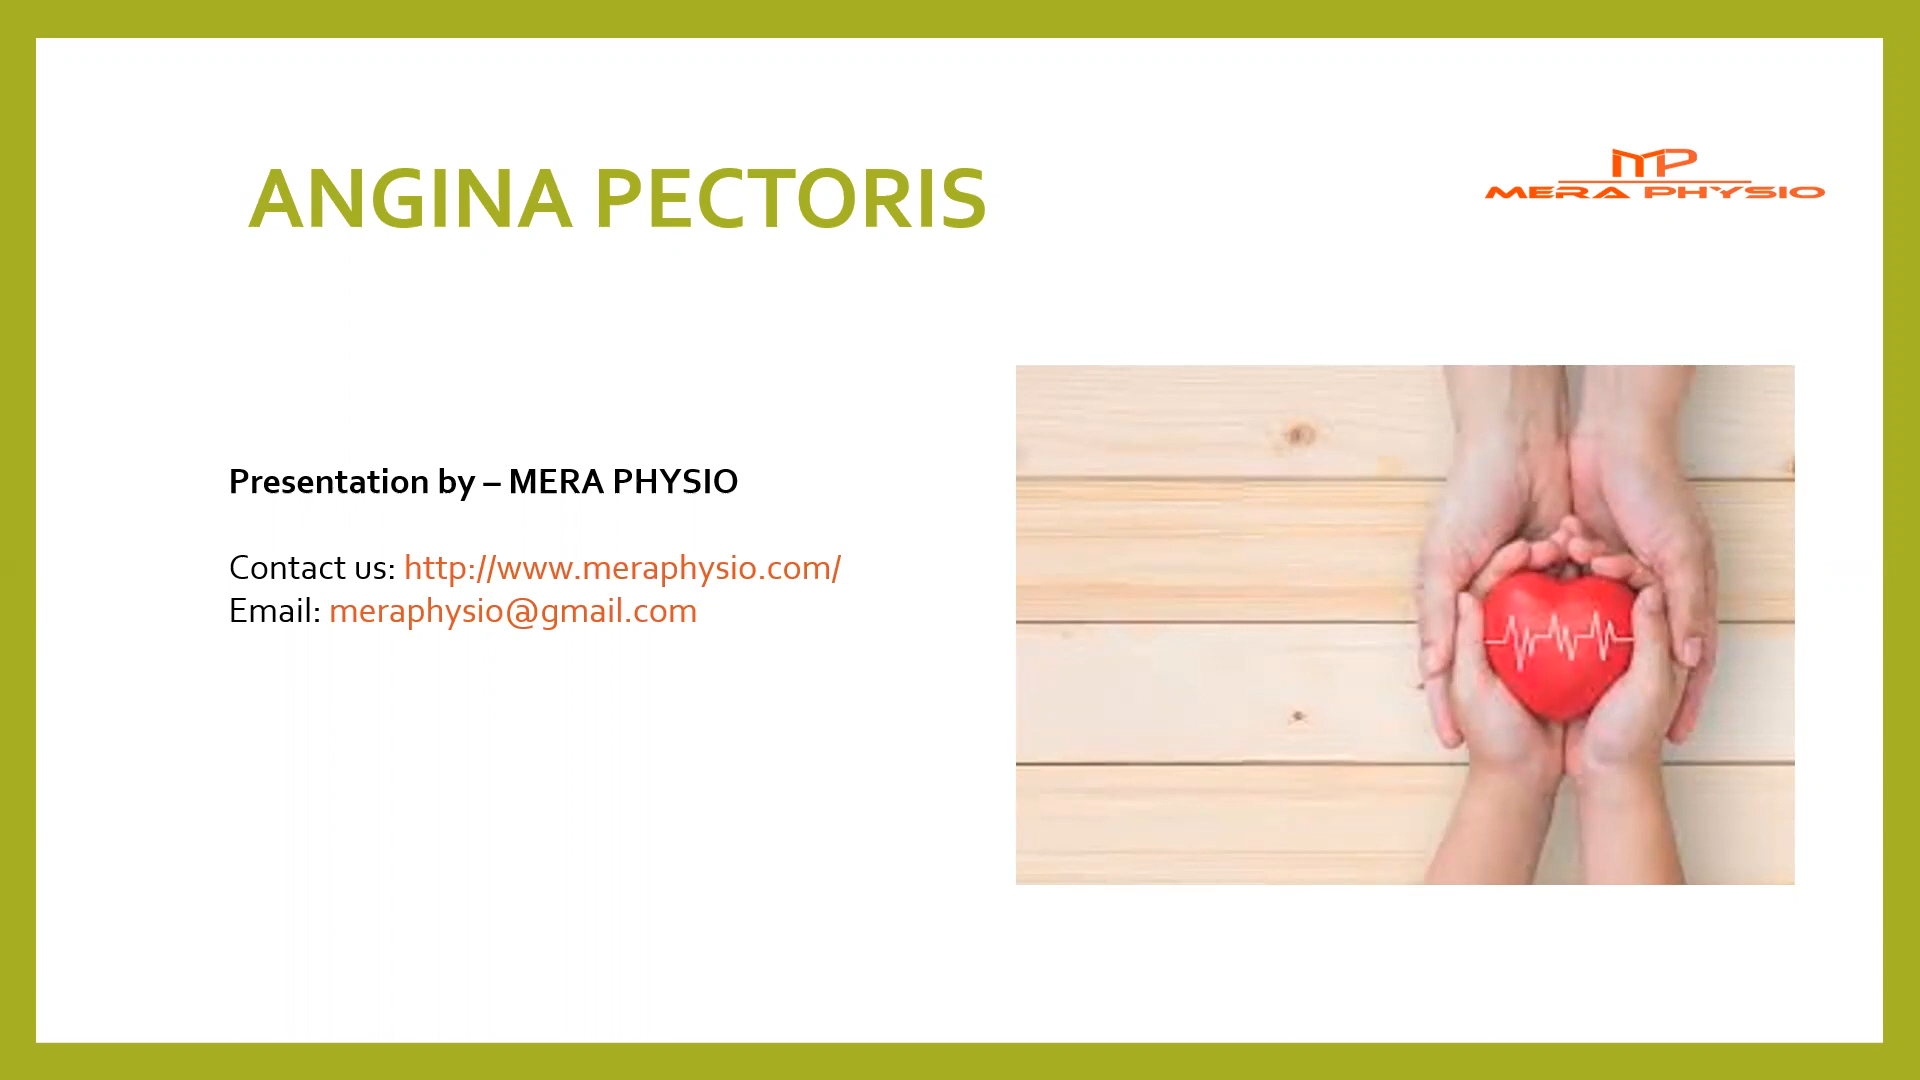 ANGINA PECTORIS
MP
MERA PHYSIO
Presentation by – MERA PHYSIO
Contact us: http://www.meraphysio.com/
Email: meraphysio@gmail.com